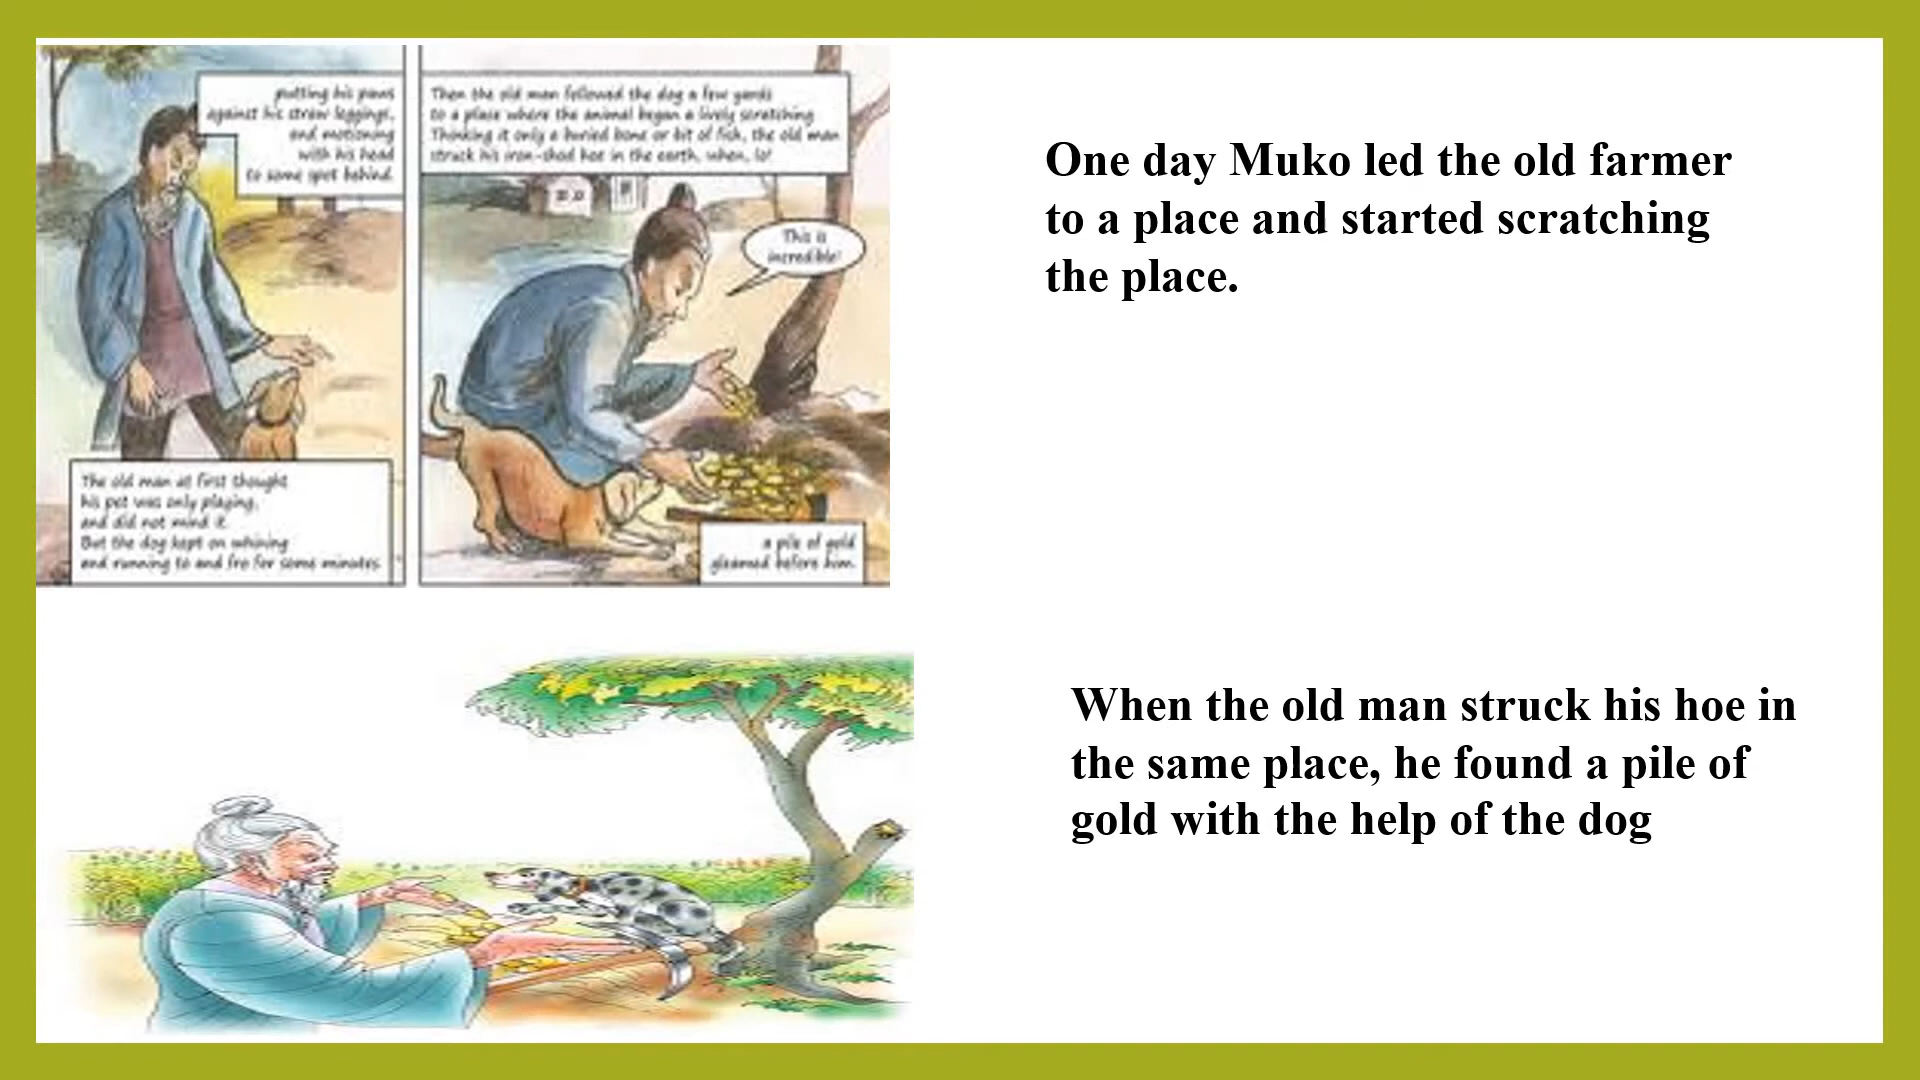 putting his paws
against his straw leggings,
and motioning
with his head
to some spot behind.
The old man at first thought
his pet was only playing,
and did not mind it.
But the dog kept on whining
and running to and fro for some minutes.
Then the old man followed the dog a few yards
to a place where the animal began a lively scratching.
Thinking it only a buried bone or bit of fish, the old man
struck his iron-shod hoe in the earth, when, lo!
This is
incredible!
a pile of gold
gleamed before him.
One day Muko led the old farmer
to a place and started scratching
the place.
When the old man struck his hoe in
the same place, he found a pile of
gold with the help of the dog